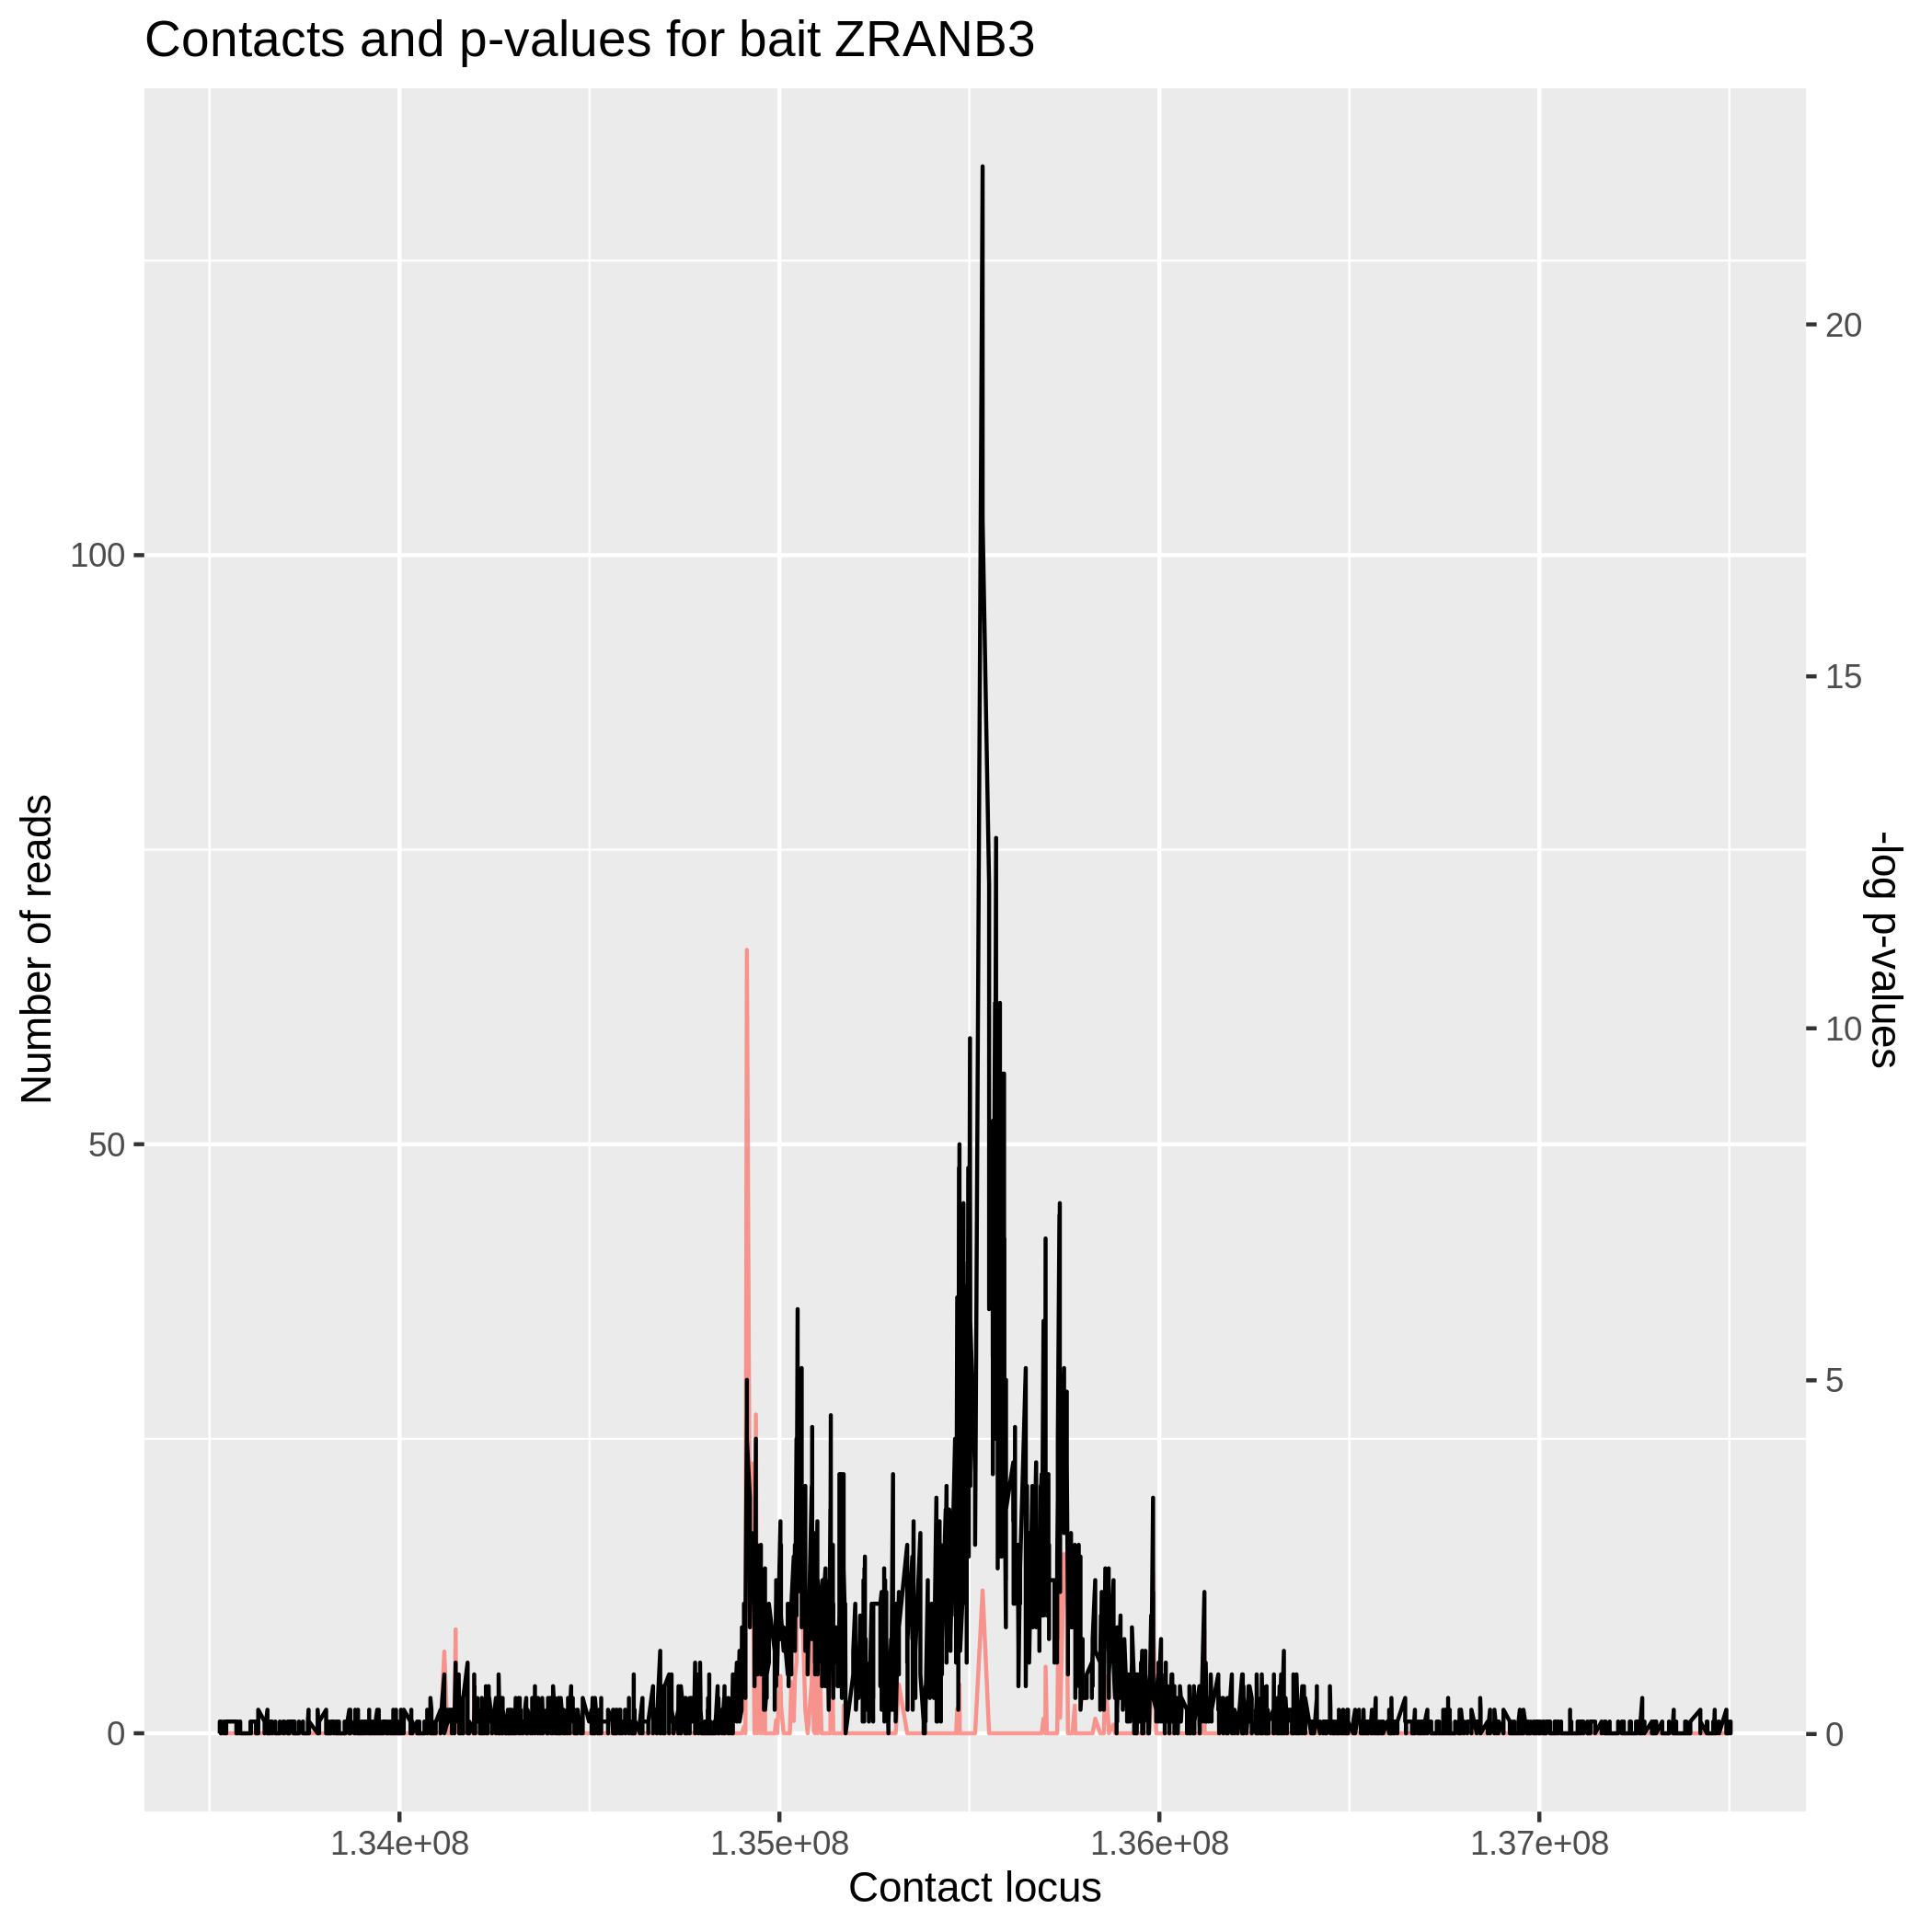 Contacts and p-values for bait ZRANB3
Number of reads
100
50
0
20
15
10
5
0
-log p-values
1.34e+08 1.35e+08 1.36e+08 1.37e+08
Contact locus